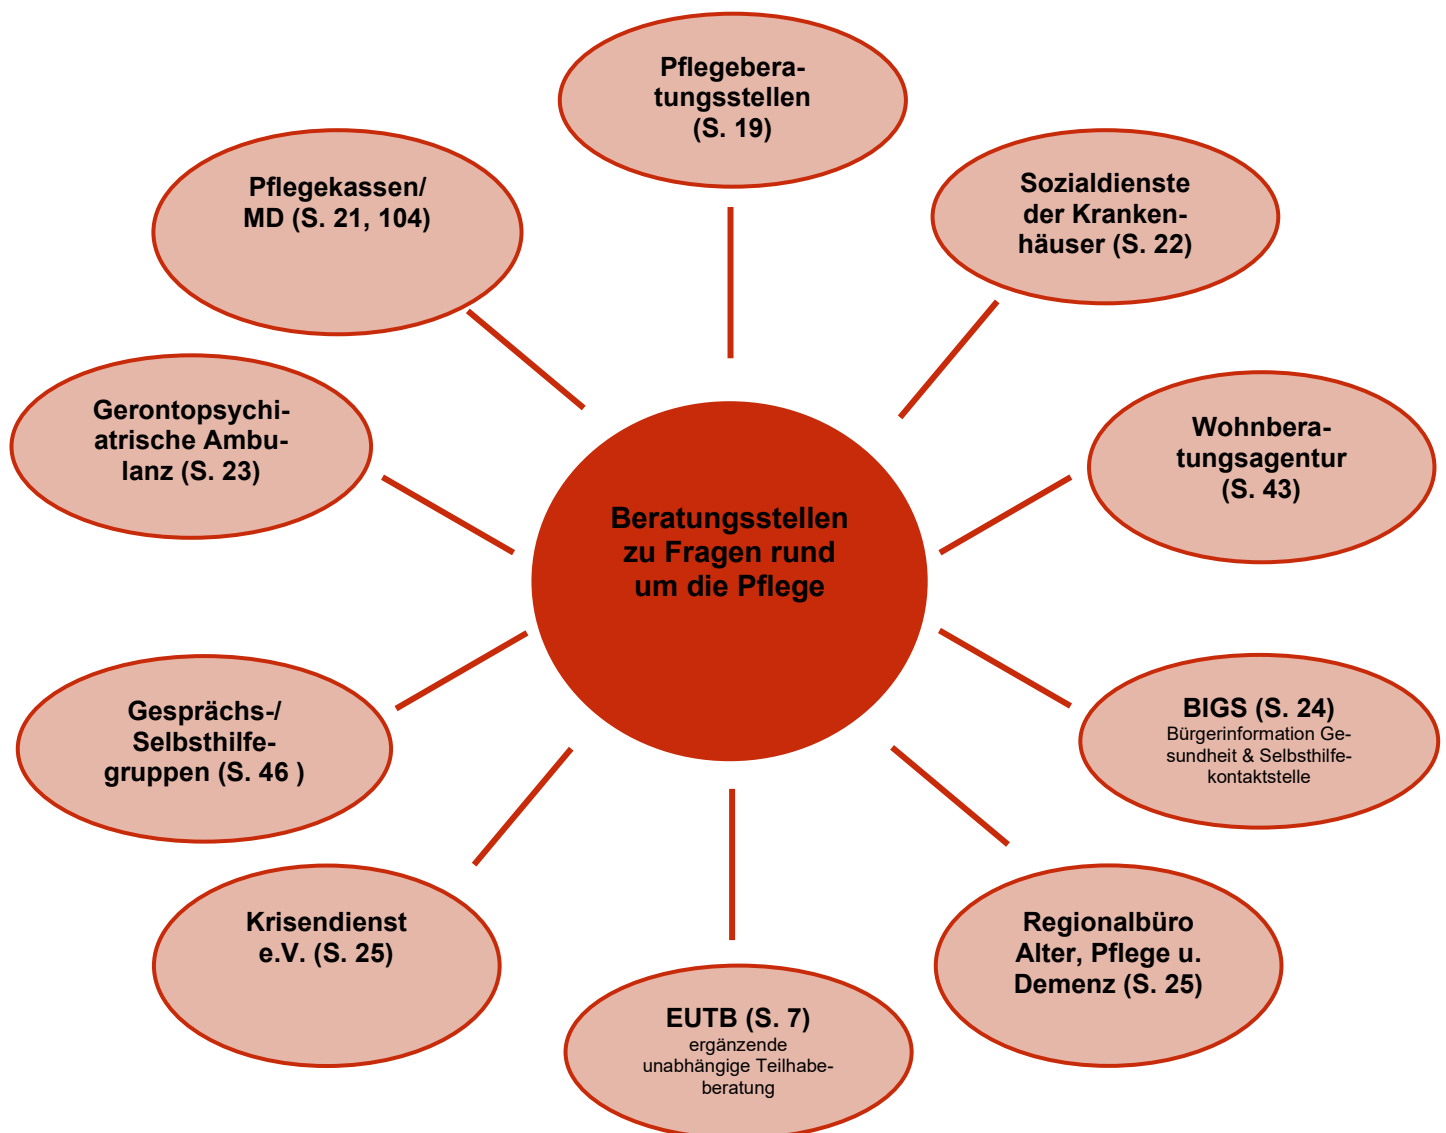 Pflegebera-
tungsstellen
(S. 19)
Pflegekassen/
MD (S. 21, 104)
Sozialdienste
der Kranken-
häuser (S. 22)
Gerontopsychi-
atrische Ambu-
lanz (S. 23)
Wohnbera-
tungsagentur
(S. 43)
Beratungsstellen
zu Fragen rund
um die Pflege
Gesprächs-/
Selbsthilfe-
gruppen (S. 46 )
BIGS (S. 24)
Bürgerinformation Ge-
sundheit & Selbsthilfe-
kontaktstelle
Krisendienst
e.V. (S. 25)
Regionalbüro
Alter, Pflege u.
Demenz (S. 25)
EUTB (S. 7)
ergänzende
unabhängige Teilhabe-
beratung